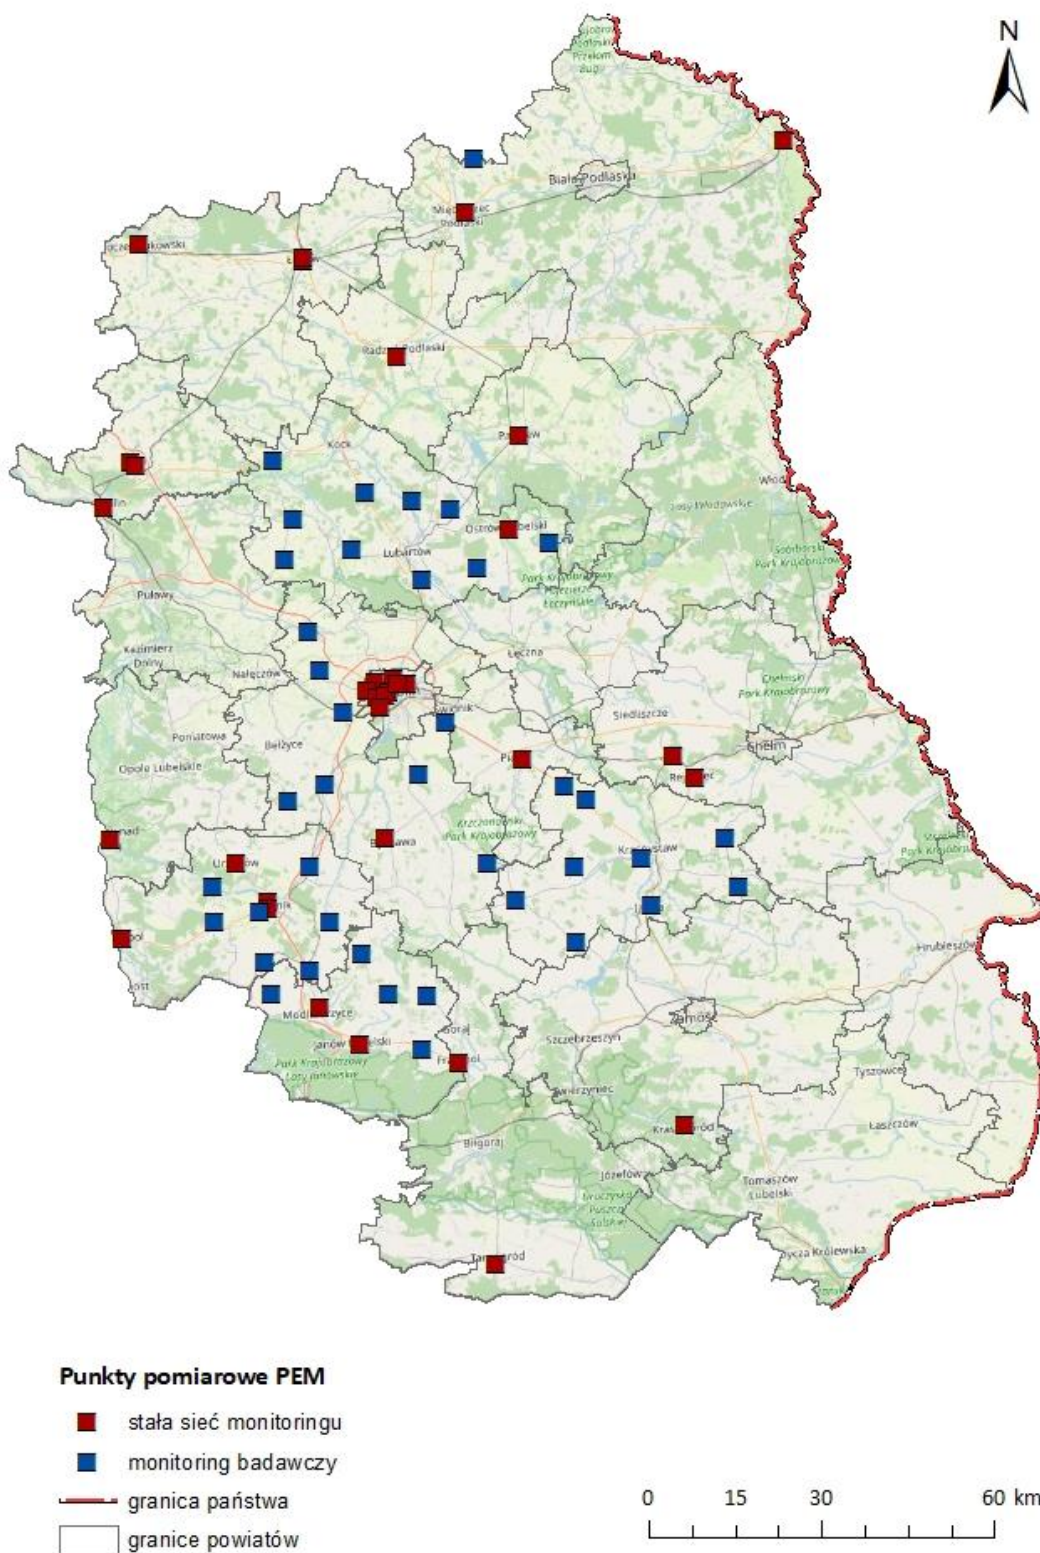 N
Biała Podlaska
Podlaski
Kock
Lubartów
Lasy Włodawskie
Sobiborski
Park Krajobrazowy
Park Krajobrazowy
Łęczyńskie
Puławy
Kazimierz
Dolny
Nałęczów
Łęczna
Chełmski
Park Krajobrazowy
Siedliszcze
Chełm
Poniatowa
Bełżyce
Opole Lubelskie
Krzczonowski
Park Krajobrazowy
Hrubieszów
Zamość
Szczebrzeszyn
Goraj
Park Krajobrazowy
Lasy Janowskie
Tyszowce
Łaszczów
Biłgoraj
Józefów
Tomaszów
Lubelski
Puszcz
Solskiej
Punkty pomiarowe PEM
stała sieć monitoringu
monitoring badawczy
granica państwa
granice powiatów
0 15 30 60 km